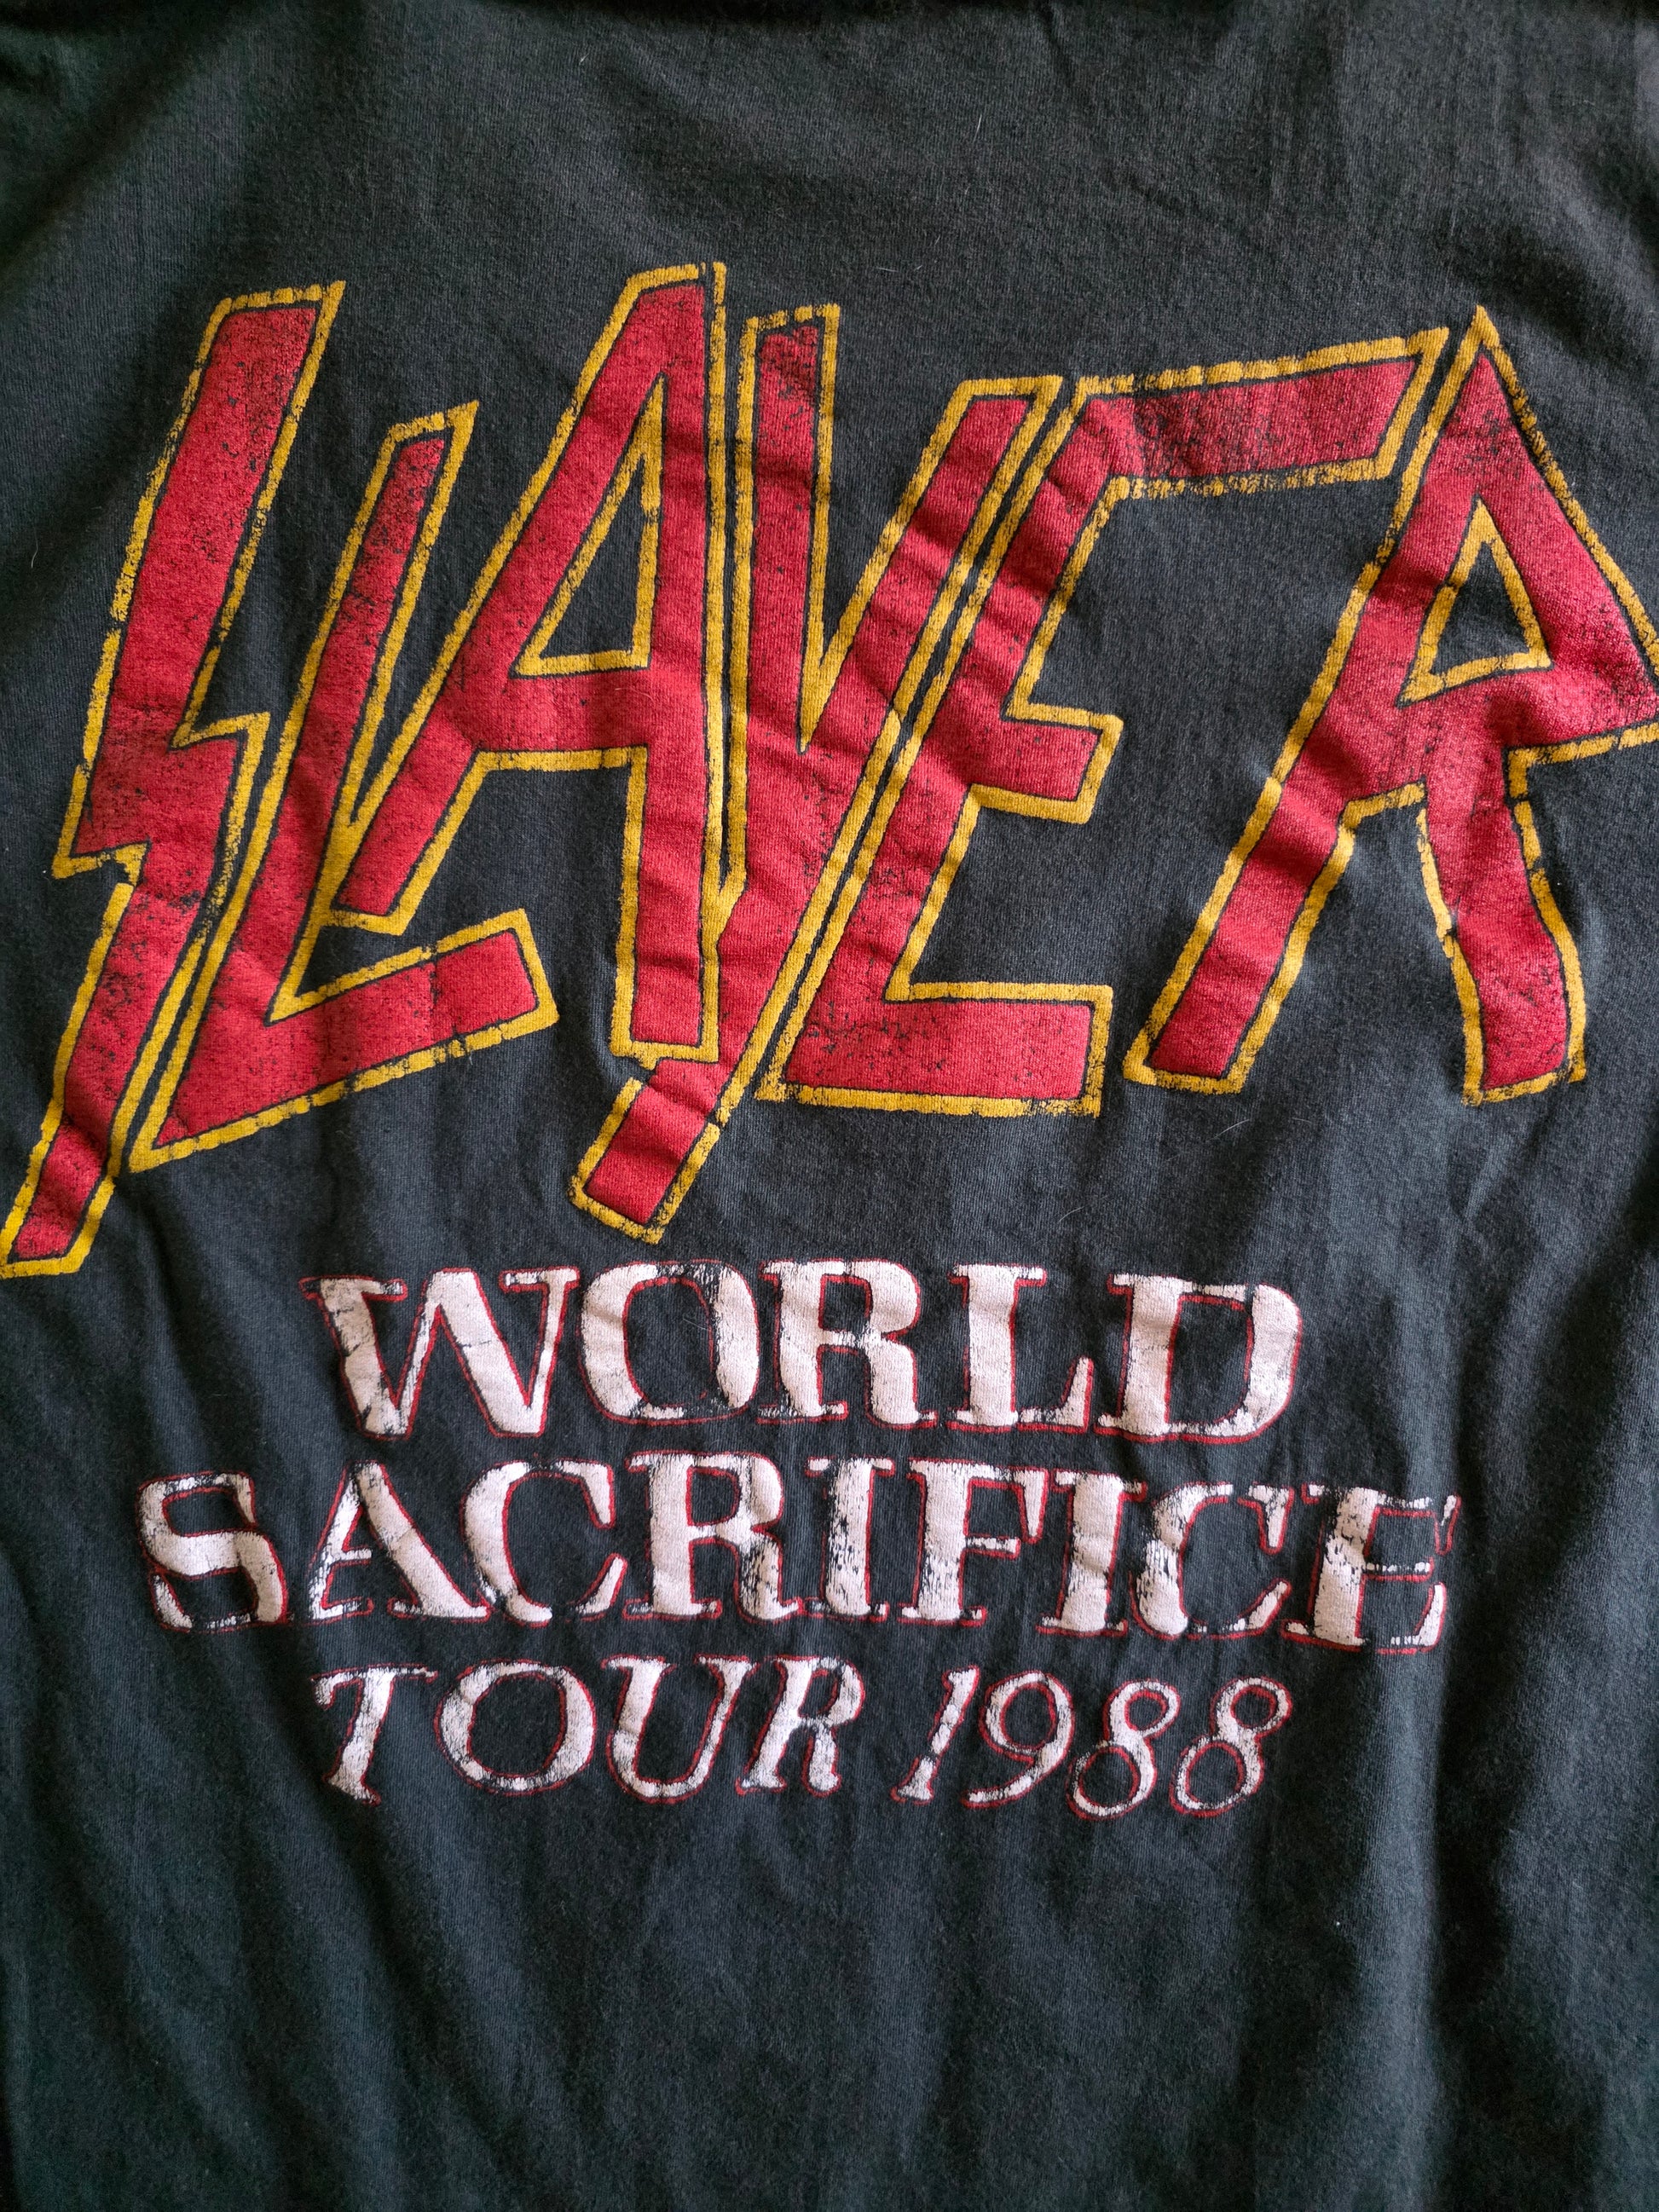 SLAYER
WORLD
SACRIFICE
TOUR 1988